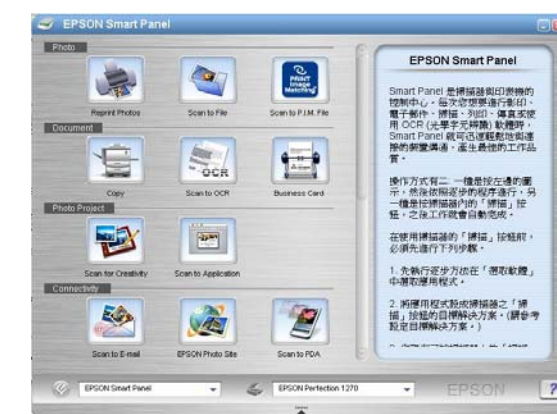 EPSON Smart Panel
Photo
Reprint Photos
Scan to File
PRINT
Image
Matching
Scan to P.I.M. File
Document
Copy
OCR
Scan to OCR
Business Card
Photo Project
Scan for Creativity
Scan to Application
Connectivity
Scan to E-mail
EPSON Photo Site
Scan to PDA
EPSON Smart Panel
Smart Panel 是掃描器與印表機的
控制中心。每次您想要進行影印、
電子郵件、掃描、列印、傳真或使
用 OCR (光學字元辨識) 軟體時，
Smart Panel 就可迅速輕鬆地與連
接的裝置溝通，產生最佳的工作品
質。
操作方式有二. 一種是按左邊的圖
示，然後依照逐步的程序進行，另
一種是按掃描器內的「掃描」按
鈕，之後工作就會自動完成。
在使用掃描器的「掃描」按鈕前，
必須先進行下列步驟。
1. 先執行逐步方法在「選取軟體」
中選取應用程式。
2. 將應用程式設成掃描器之「掃
描」按鈕的目標解決方案。(請參考
設定目標解決方案。)
EPSON Smart Panel
EPSON Perfection 1270
EPSON
?